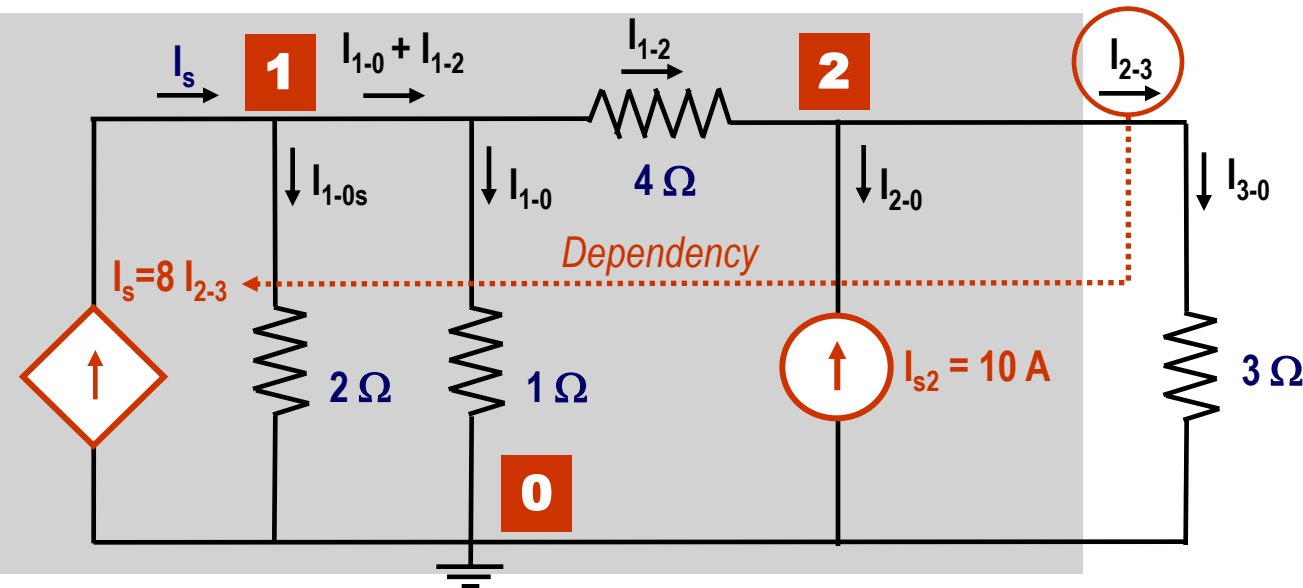 Is
1
I1-0 + I1-2
I1-2
2
I2-3
I1-0s
I1-0
4 Ω
I2-0
I3-0
Dependency
Is=8 I2-3
2 Ω
1 Ω
Is2 = 10 A
3 Ω
0